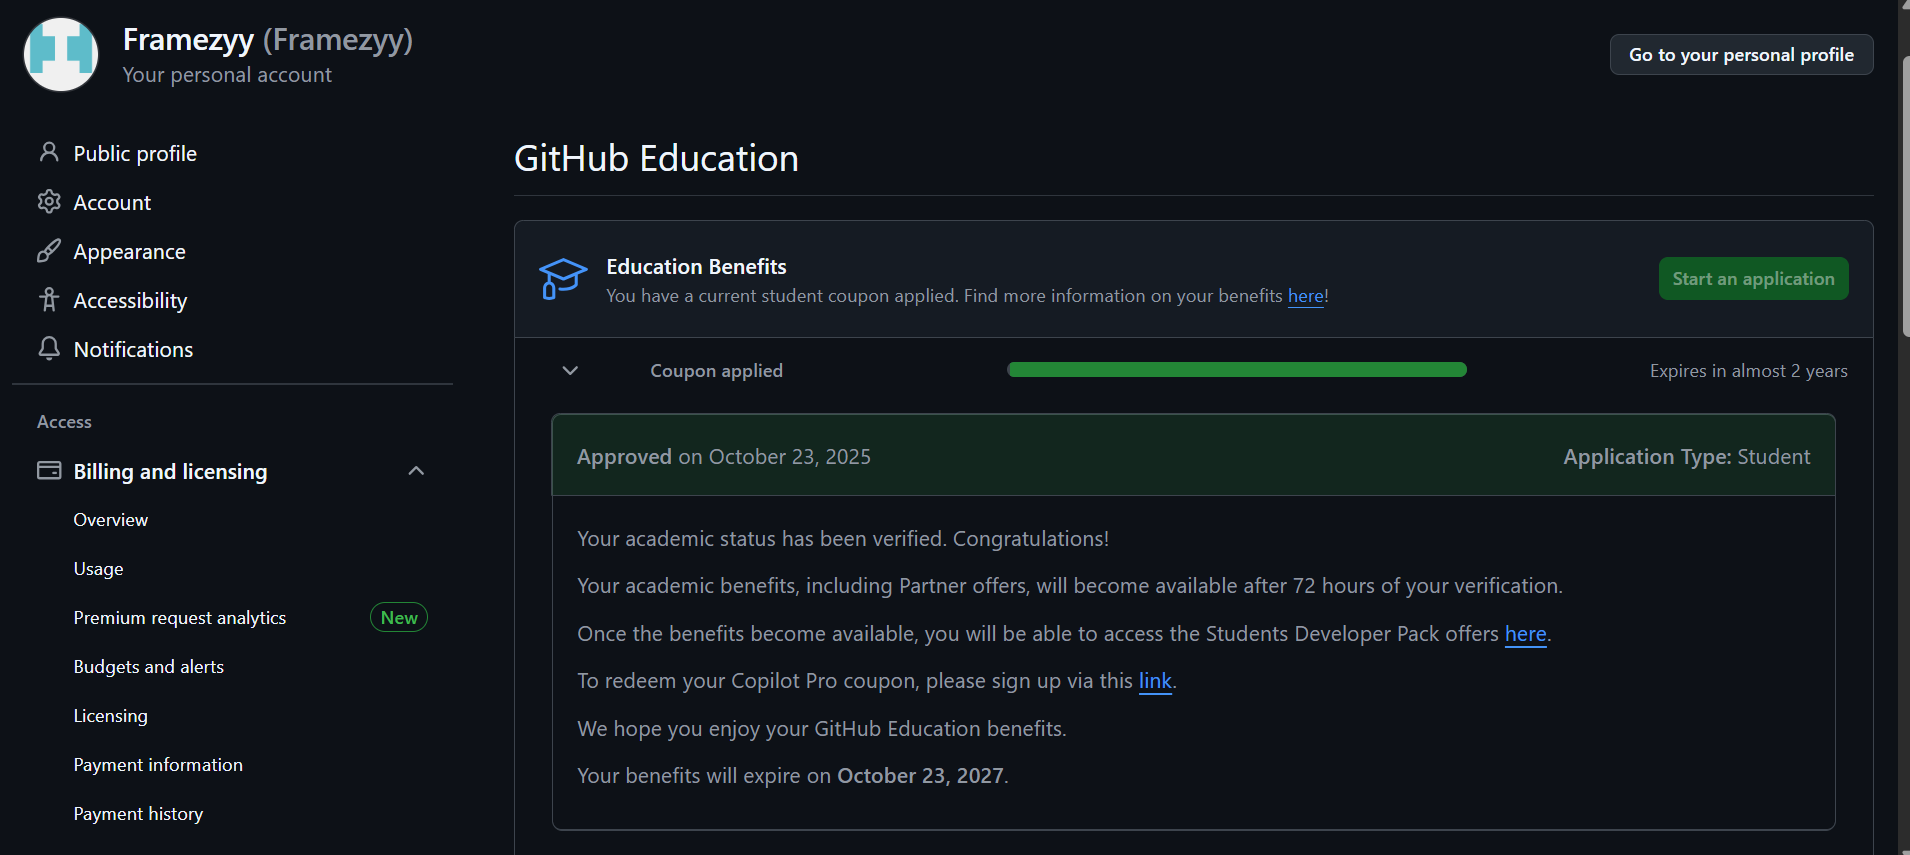 Framezyy (Framezyy)
Your personal account
Go to your personal profile
Public profile
Account
Appearance
Accessibility
Notifications
Access
Billing and licensing
Overview
Usage
Premium request analytics New
Budgets and alerts
Licensing
Payment information
Payment history
GitHub Education
Education Benefits
You have a current student coupon applied. Find more information on your benefits here!
Start an application
Coupon applied
Expires in almost 2 years
Approved on October 23, 2025
Application Type: Student
Your academic status has been verified. Congratulations!
Your academic benefits, including Partner offers, will become available after 72 hours of your verification.
Once the benefits become available, you will be able to access the Students Developer Pack offers here.
To redeem your Copilot Pro coupon, please sign up via this link.
We hope you enjoy your GitHub Education benefits.
Your benefits will expire on October 23, 2027.